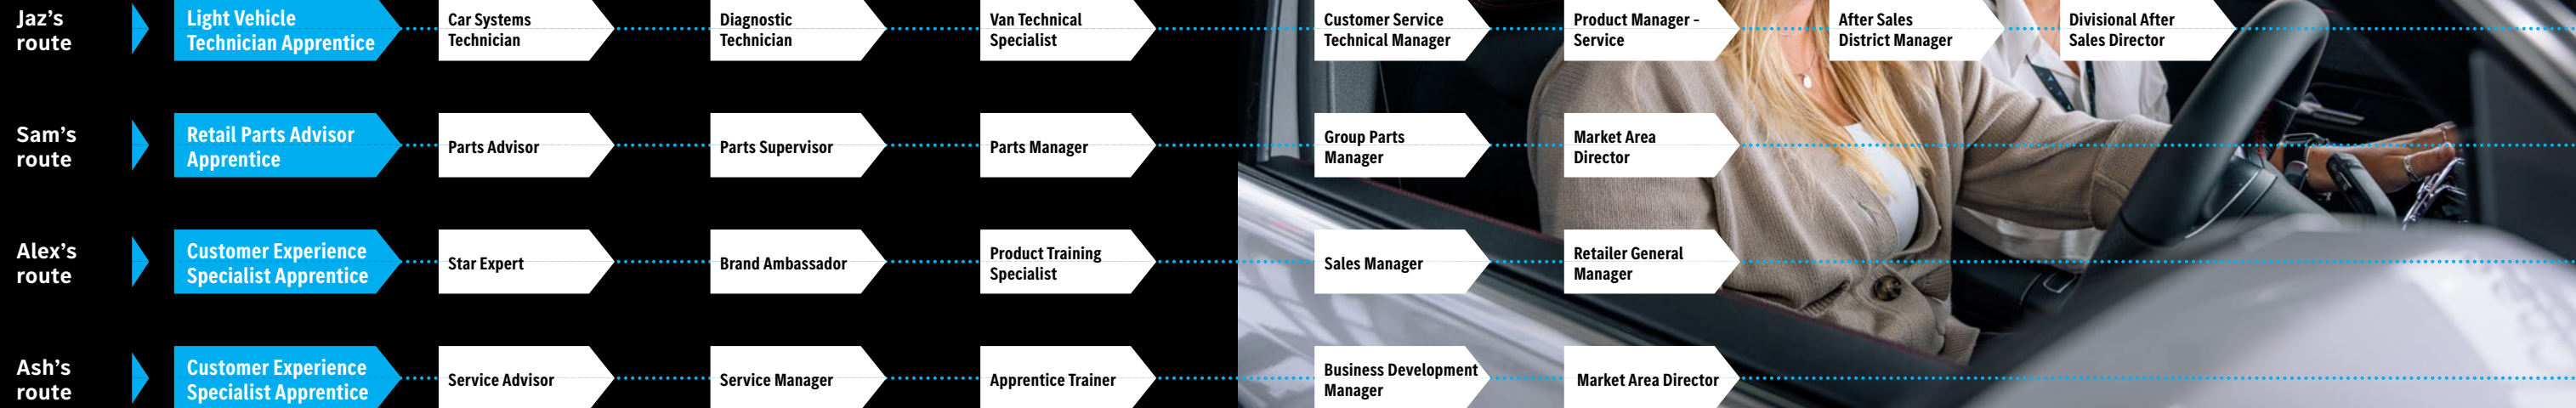 Jaz’s
route
Light Vehicle
Technician Apprentice
Car Systems
Technician
Diagnostic
Technician
Van Technical
Specialist
Customer Service
Technical Manager
Product Manager –
Service
After Sales
District Manager
Divisional After
Sales Director
Sam’s
route
Retail Parts Advisor
Apprentice
Parts Advisor
Parts Supervisor
Parts Manager
Group Parts
Manager
Market Area
Director
Alex’s
route
Customer Experience
Specialist Apprentice
Star Expert
Brand Ambassador
Product Training
Specialist
Sales Manager
Retailer General
Manager
Ash’s
route
Customer Experience
Specialist Apprentice
Service Advisor
Service Manager
Apprentice Trainer
Business Development
Manager
Market Area Director